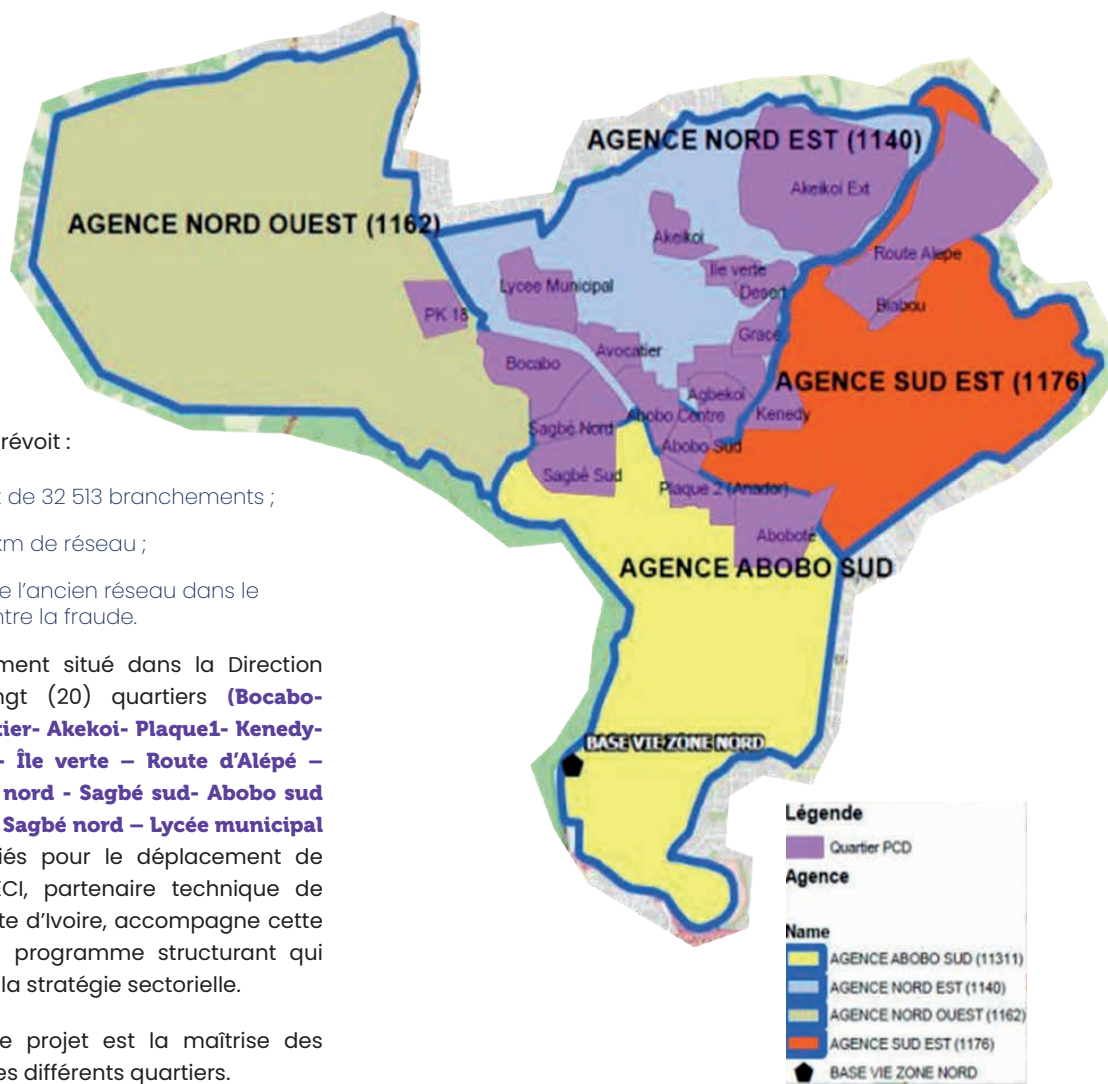 AGENCE NORD EST (1140)
Akeikoi Ext
AGENCE NORD OUEST (1162)
Akeikoi
Route Alepe
Ile verte
Lycee Municipal
Desert
PK 18
Biabou
Grace
Avocatier
Bocabo
AGENCE SUD EST (1176)
Agbekoi
Abobo Centre
Kenedy
Sagbé Nord
Abobo Sud
Sagbé Sud
Plaque 2 (Anador)
Aboboté
AGENCE ABOBO SUD
BASE VIE ZONE NORD
révoit :
de 32 513 branchements ;
km de réseau ;
e l'ancien réseau dans le
ntre la fraude.
ment situé dans la Direction
ngt (20) quartiers (Bocabo-
tier- Akekoi- Plaque1- Kenedy-
- Île verte – Route d'Alépé –
nord - Sagbé sud- Abobo sud
Sagbé nord – Lycée municipal
iés pour le déplacement de
ECI, partenaire technique de
te d'Ivoire, accompagne cette
programme structurant qui
la stratégie sectorielle.
e projet est la maîtrise des
es différents quartiers.
Légende
Quartier PCD
Agence
Name
AGENCE ABOBO SUD (11311)
AGENCE NORD EST (1140)
AGENCE NORD OUEST (1162)
AGENCE SUD EST (1176)
BASE VIE ZONE NORD